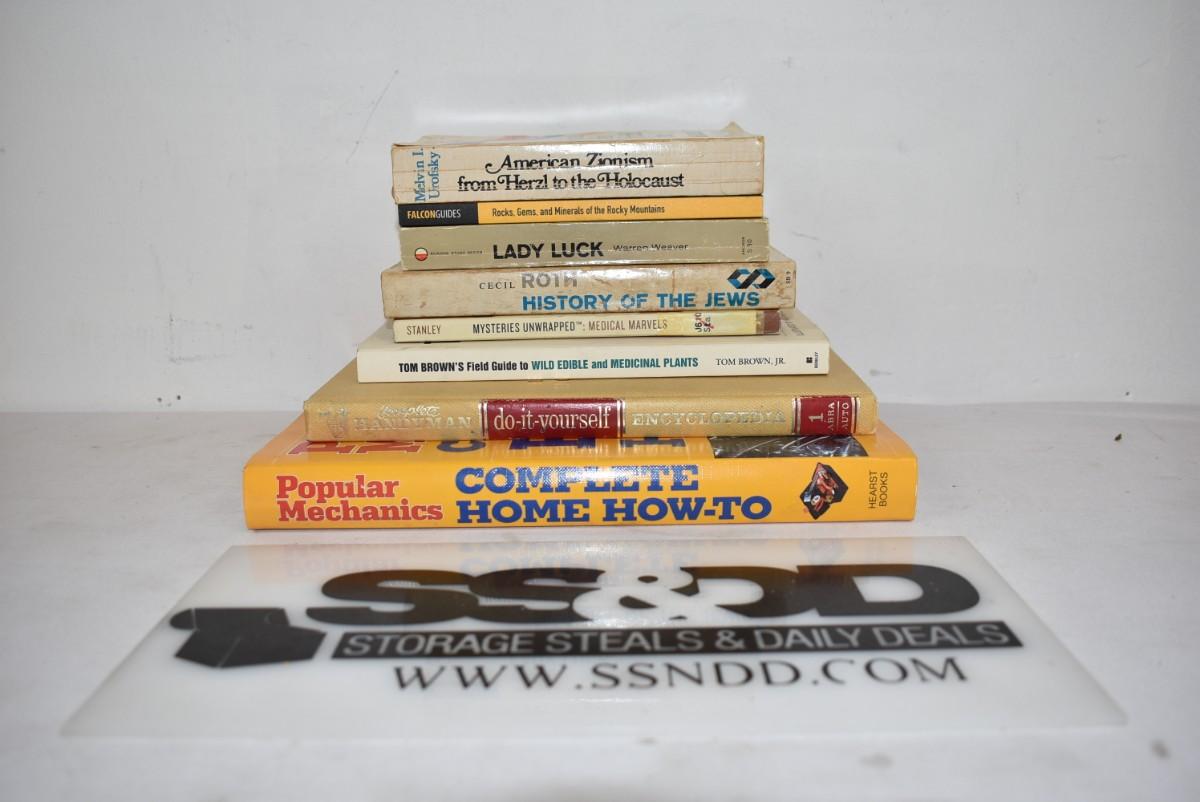 Melvin I.
Urofsky
American Zionism
from Herzl to the Holocaust
FALCONGUIDES Rocks, Gems, and Minerals of the Rocky Mountains
LADY LUCK Warren Weaver
CECIL ROTH
HISTORY OF THE JEWS
STANLEY MYSTERIES UNWRAPPED™: MEDICAL MARVELS
TOM BROWN'S Field Guide to WILD EDIBLE and MEDICINAL PLANTS TOM BROWN, JR.
Complete
HANDYMAN do-it-yourself ENCYCLOPEDIA
1
ABRA
AUTO
Popular
Mechanics
COMPLETE
HOME HOW-TO
HEARST
BOOKS
SS&DD
STORAGE STEALS & DAILY DEALS
WWW.SSNDD.COM